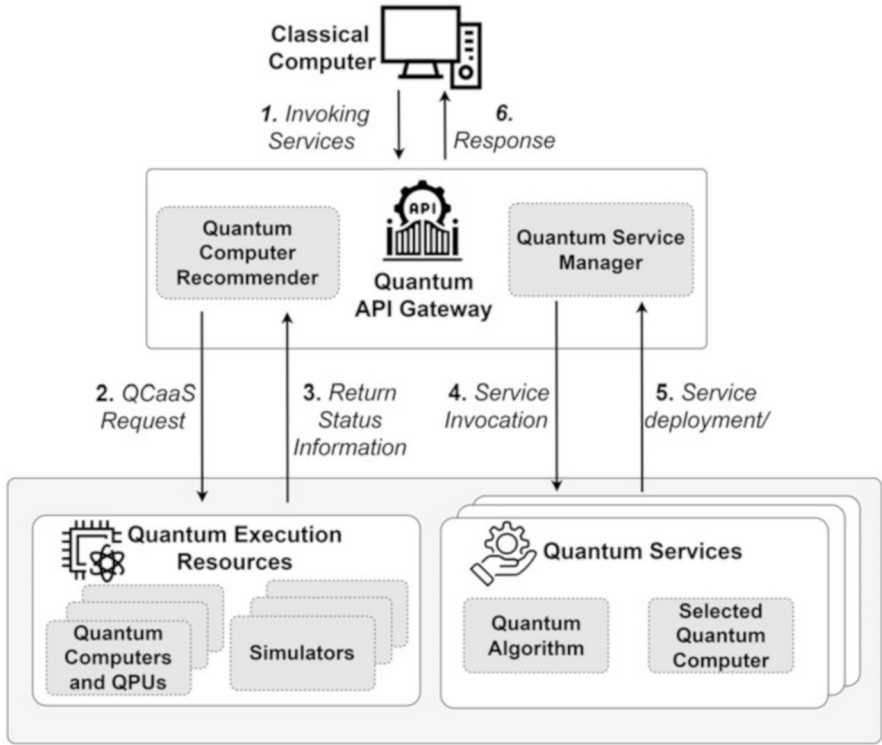 Classical
Computer
1. Invoking
Services
6.
Response
API
Quantum
Computer
Recommender
Quantum
API Gateway
Quantum Service
Manager
2. QCaaS
Request
3. Return
Status
Information
4. Service
Invocation
5. Service
deployment/
Quantum Execution
Resources
Quantum
Computers
and QPUs
Simulators
Quantum Services
Quantum
Algorithm
Selected
Quantum
Computer